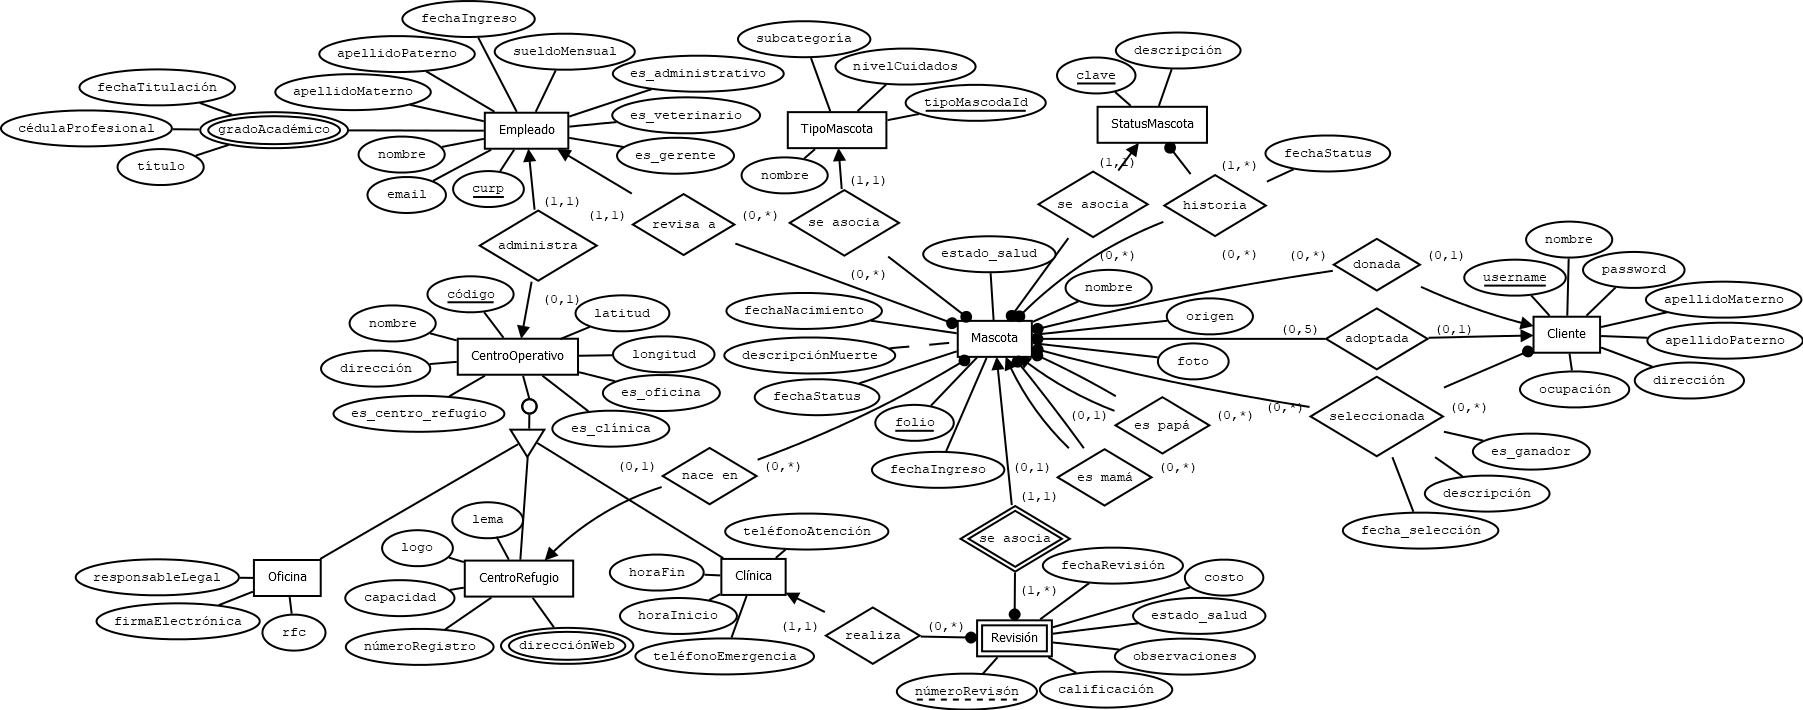 fechaIngreso
apellidoPaterno
sueldoMensual
subcategoría
descripción
fechaTitulación
apellidoMaterno
es_administrativo
nivelCuidados
clave
cédulaProfesional
gradoAcadémico
Empleado
es_veterinario
TipoMascota
tipoMascodaId
StatusMascota
título
nombre
es_gerente
nombre
(1,1)
(1,*)
fechaStatus
email
curp
(1,1)
(1,1)
(1,1)
revisa a
(0,*)
se asocia
se asocia
historia
administra
estado_salud
(0,*)
(0,*)
(0,*)
donada
(0,1)
nombre
username
password
(0,*)
código
(0,1)
nombre
latitud
fechaNacimiento
nombre
origen
apellidoMaterno
CentroOperativo
longitud
Mascota
(0,5)
adoptada
(0,1)
Cliente
apellidoPaterno
dirección
es_oficina
descripciónMuerte
foto
ocupación
dirección
es_centro_refugio
es_clínica
fechaStatus
folio
(0,1)
es papá
(0,*)
(0,*)
seleccionada
(0,*)
es_ganador
(0,1)
nace en
(0,*)
fechaIngreso
(0,1)
es mamá
(0,*)
descripción
fecha_selección
lema
teléfonoAtención
(1,1)
se asocia
logo
responsableLegal
Oficina
CentroRefugio
horaFin
Clínica
fechaRevisión
costo
capacidad
(1,*)
firmaElectrónica
rfc
horaInicio
estado_salud
númeroRegistro
direcciónWeb
teléfonoEmergencia
(1,1)
realiza
(0,*)
Revisión
observaciones
númeroRevisón
calificación